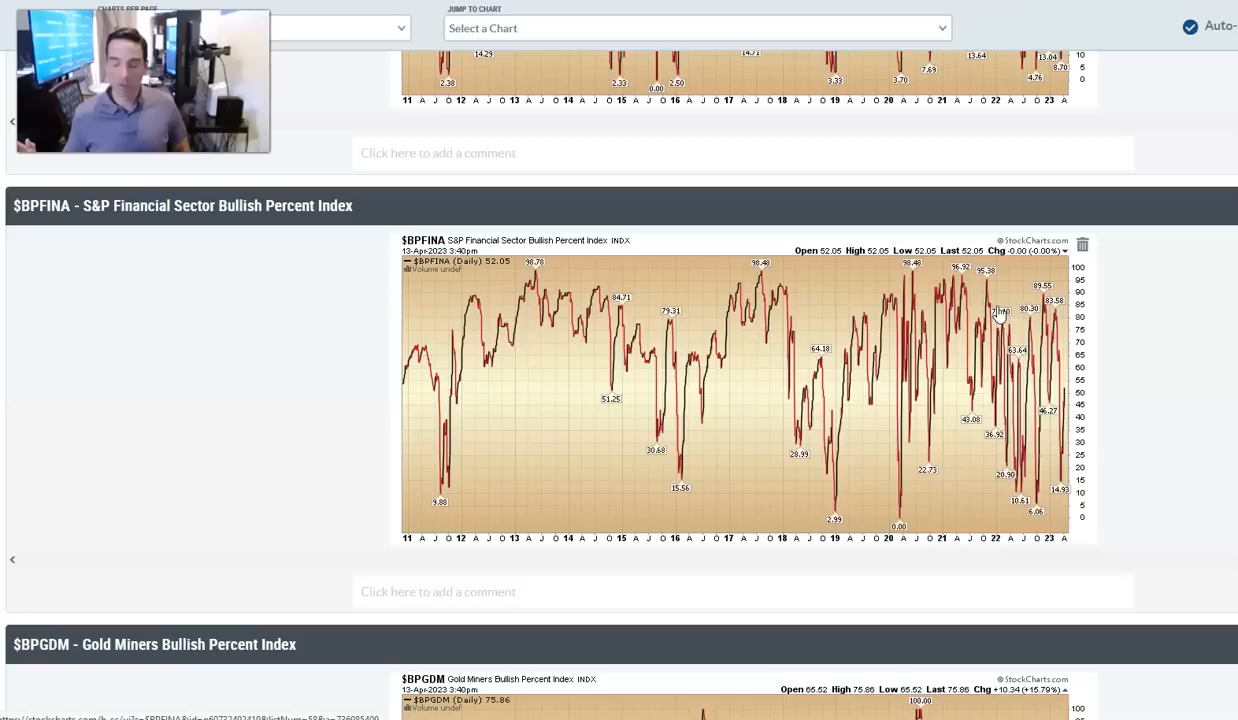 CHARTS PER PAGE
JUMP TO CHART
Select a Chart
Auto-
14.29 14.71 13.64 13.04 10
8.70 5
2.38 2.33 0.00 2.50 3.33 3.70 7.69 4.76 0
11 A J O 12 A J O 13 A J O 14 A J O 15 A J O 16 A J O 17 A J O 18 A J O 19 A J O 20 A J O 21 A J O 22 A J O 23 A
Click here to add a comment
$BPFINA - S&P Financial Sector Bullish Percent Index
$BPFINA S&P Financial Sector Bullish Percent Index INDX © StockCharts.com
13-Apr-2023 3:40pm Open 52.05 High 52.05 Low 52.05 Last 52.05 Chg -0.00 (-0.00%)
$BPFINA (Daily) 52.05
Volume undef
98.78 98.48 98.48 96.92 95.38 100
95
89.55 90
84.71 83.58 85
79.31 80.30 80
75
70
64.18 63.64 65
60
55
51.25 50
46.27 45
43.08 40
36.92 35
30.68 28.99 30
25
22.73 20.90 20
15.56 14.93 15
9.88 10.61 10
6.06 5
2.99 0.00 0
11 A J O 12 A J O 13 A J O 14 A J O 15 A J O 16 A J O 17 A J O 18 A J O 19 A J O 20 A J O 21 A J O 22 A J O 23 A
Click here to add a comment
$BPGDM - Gold Miners Bullish Percent Index
$BPGDM Gold Miners Bullish Percent Index INDX © StockCharts.com
13-Apr-2023 3:40pm Open 65.52 High 75.86 Low 65.52 Last 75.86 Chg +10.34 (+15.79%)
$BPGDM (Daily) 75.86
Volume undef
100.00 100